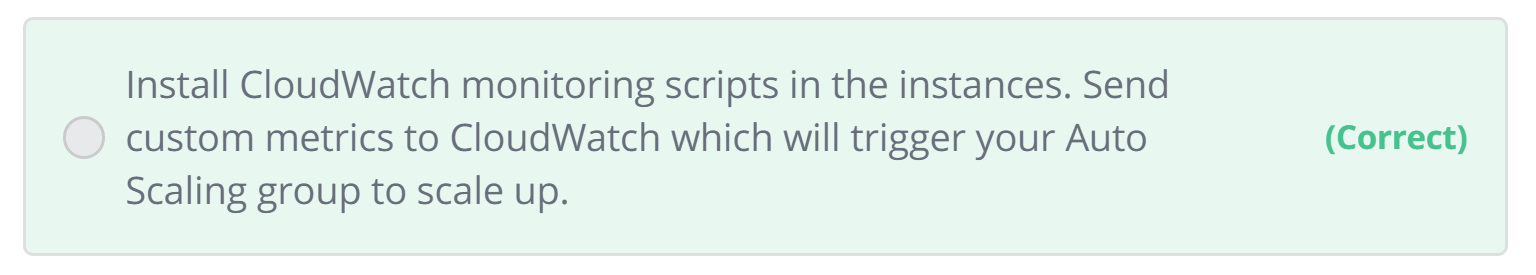 Install CloudWatch monitoring scripts in the instances. Send
custom metrics to CloudWatch which will trigger your Auto
Scaling group to scale up.
(Correct)